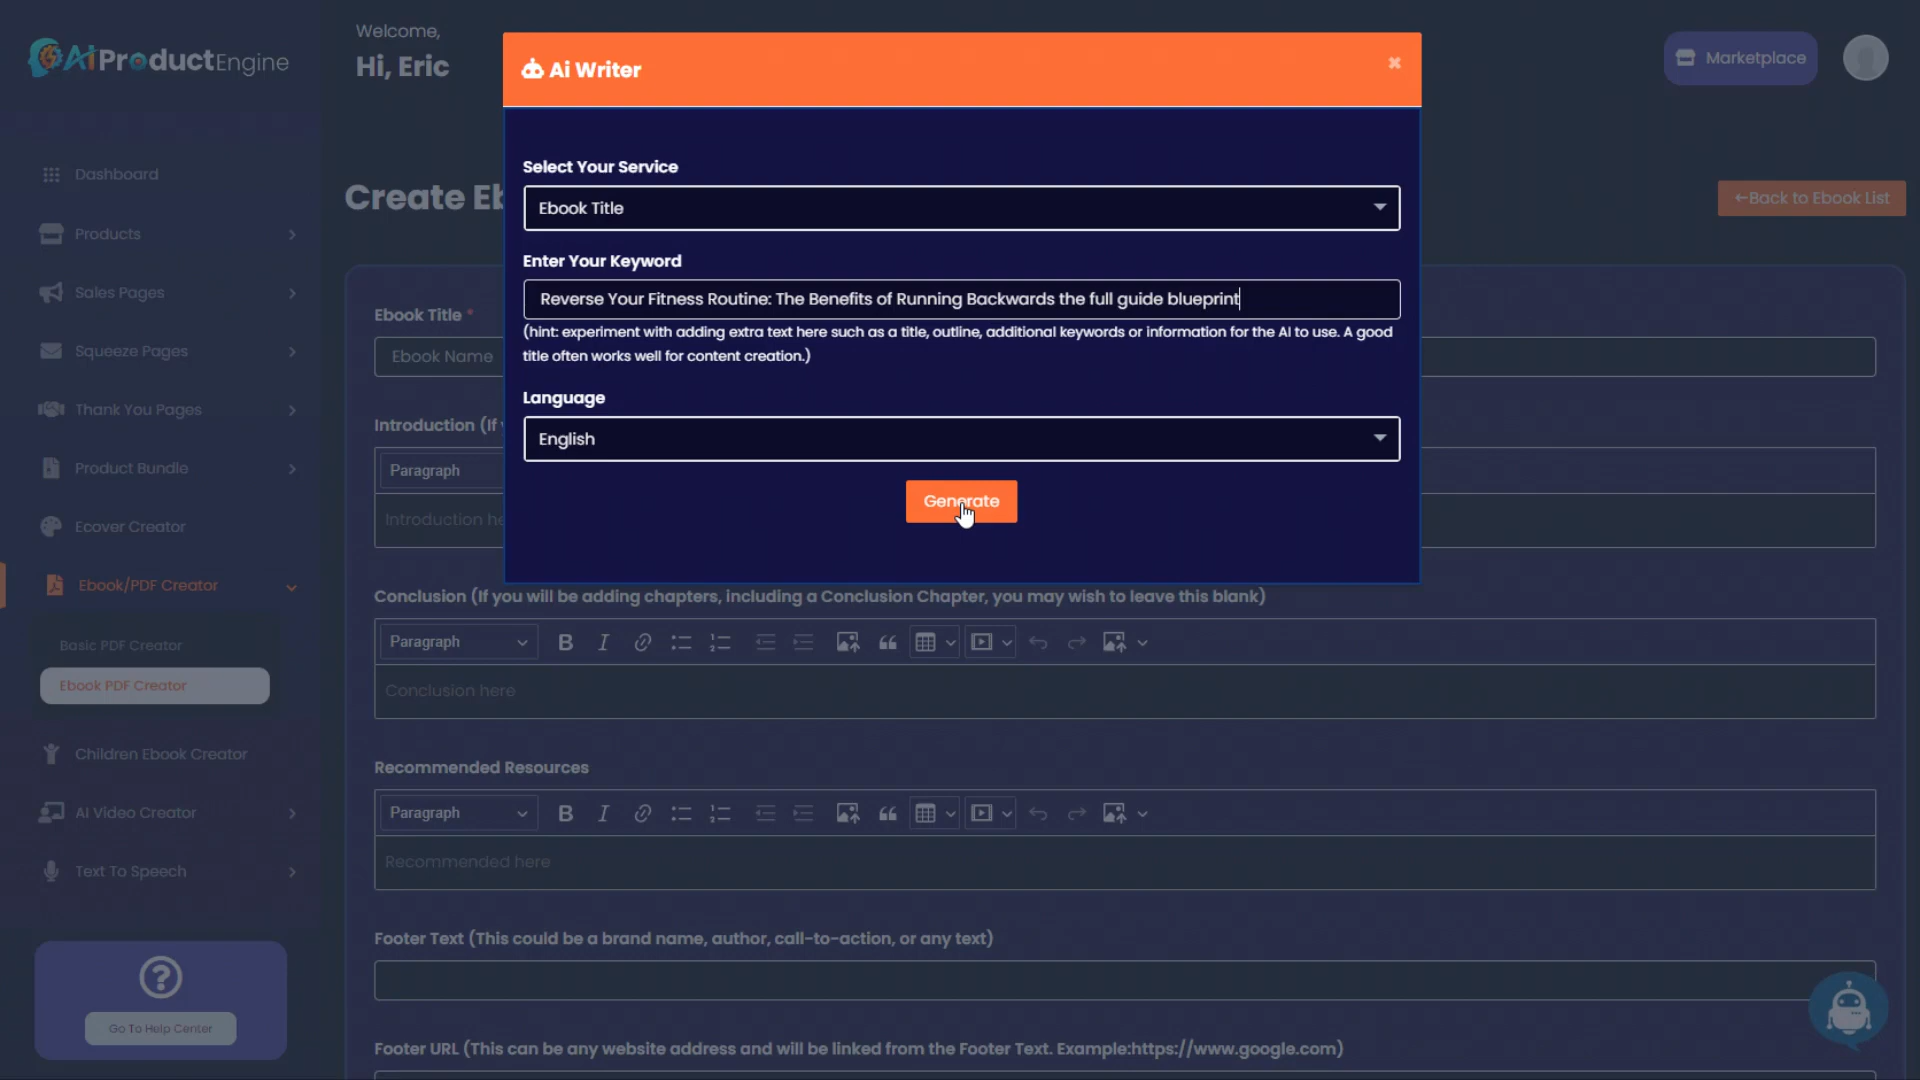 Welcome,
Hi, Eric
AiProductEngine
Marketplace
Dashboard
Products
Sales Pages
Squeeze Pages
Thank You Pages
Product Bundle
Ecover Creator
Ebook/PDF Creator
Basic PDF Creator
Ebook PDF Creator
Children Ebook Creator
AI Video Creator
Text To Speech
Go To Help Center
Create Eb
←Back to Ebook List
Ai Writer
Select Your Service
Ebook Title
Enter Your Keyword
Reverse Your Fitness Routine: The Benefits of Running Backwards the full guide blueprint
(hint: experiment with adding extra text here such as a title, outline, additional keywords or information for the AI to use. A good
title often works well for content creation.)
Language
English
Generate
Ebook Title *
Ebook Name
Introduction (If y
Paragraph
Introduction he
Conclusion (If you will be adding chapters, including a Conclusion Chapter, you may wish to leave this blank)
Paragraph
Conclusion here
Recommended Resources
Paragraph
Recommended here
Footer Text (This could be a brand name, author, call-to-action, or any text)
Footer URL (This can be any website address and will be linked from the Footer Text. Example:https://www.google.com)